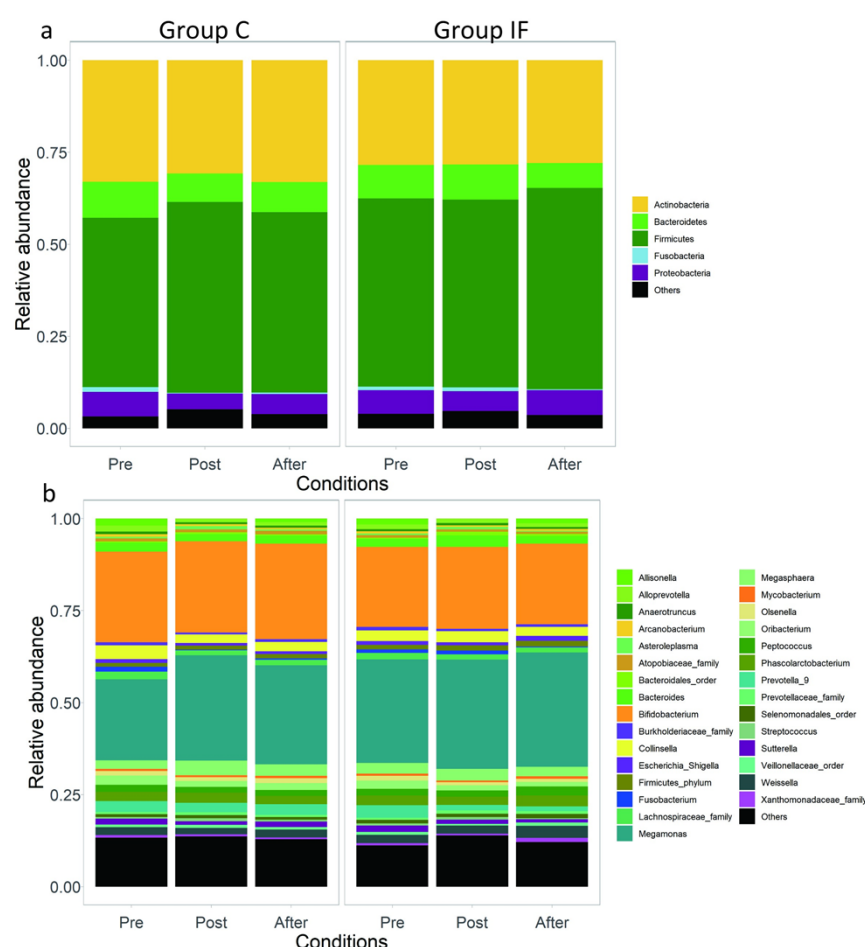 a
Group C Group IF
1.00
0.75
0.50
0.25
0.00
Relative abundance
Pre Post After Pre Post After
Conditions
Actinobacteria
Bacteroidetes
Firmicutes
Fusobacteria
Proteobacteria
Others
b
1.00
0.75
0.50
0.25
0.00
Relative abundance
Pre Post After Pre Post After
Conditions
Allisonella
Alloprevotella
Anaerotruncus
Arcanobacterium
Asteroleplasma
Atopobiaceae_family
Bacteroidales_order
Bacteroides
Bifidobacterium
Burkholderiaceae_family
Collinsella
Escherichia_Shigella
Firmicutes_phylum
Fusobacterium
Lachnospiraceae_family
Megamonas
Megasphaera
Mycobacterium
Olsenella
Oribacterium
Peptococcus
Phascolarctobacterium
Prevotella_9
Prevotellaceae_family
Selenomonadales_order
Streptococcus
Sutterella
Veillonellaceae_order
Weissella
Xanthomonadaceae_family
Others